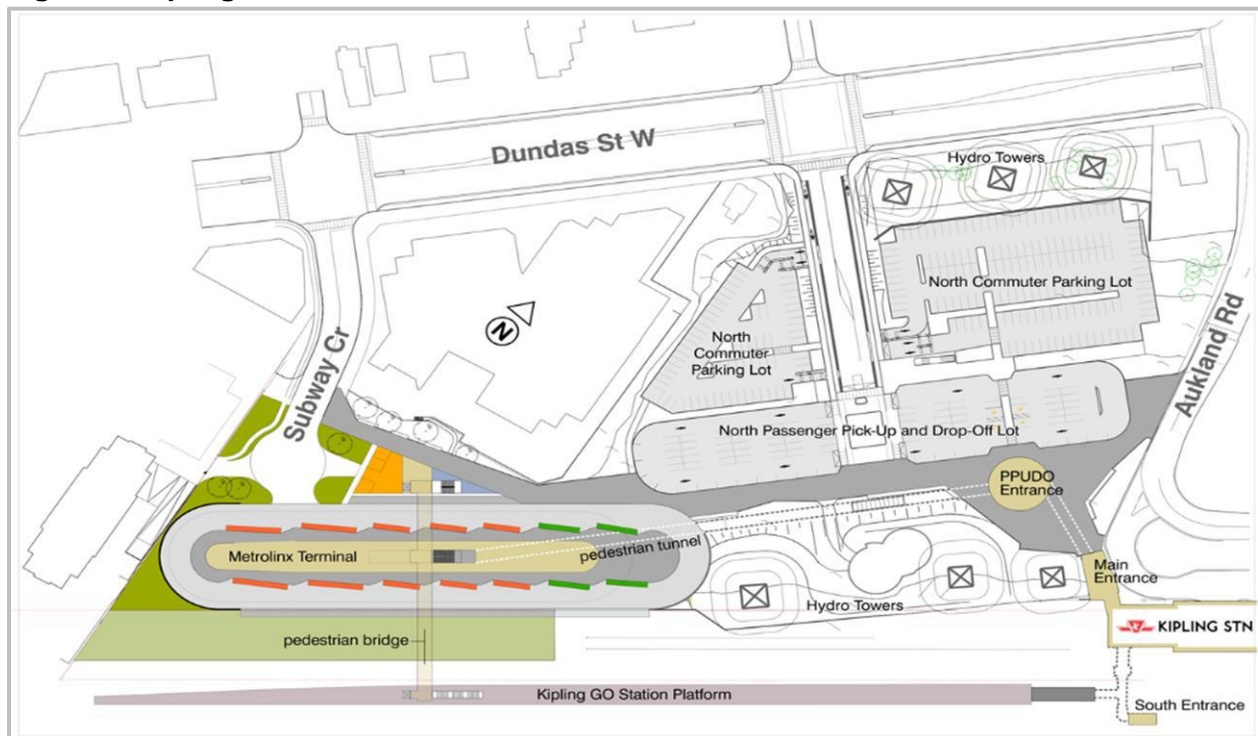 Dundas St W
Hydro Towers
North Commuter Parking Lot
North
Commuter
Parking Lot
N
Subway Cr
Aukland Rd
North Passenger Pick-Up and Drop-Off Lot
PPUDO
Entrance
Metrolinx Terminal
pedestrian tunnel
Main
Entrance
Hydro Towers
KIPLING STN
pedestrian bridge
Kipling GO Station Platform
South Entrance